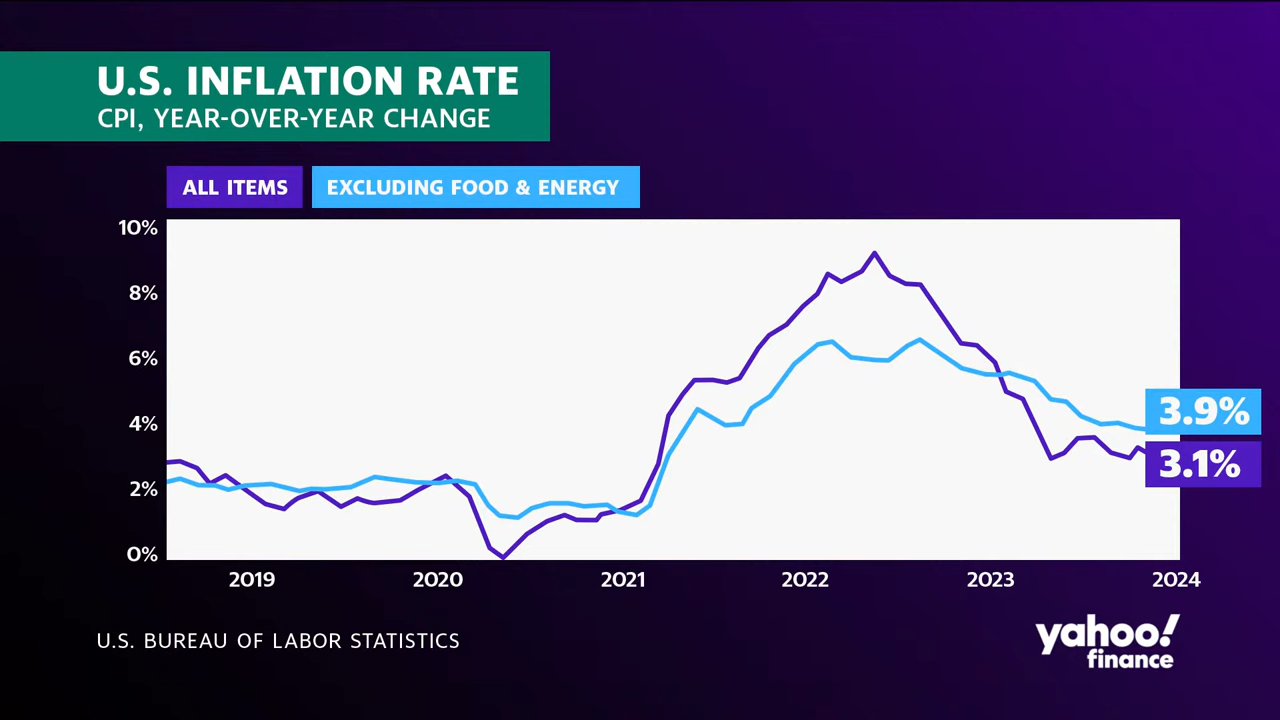 U.S. INFLATION RATE
CPI, YEAR-OVER-YEAR CHANGE
ALL ITEMS
EXCLUDING FOOD & ENERGY
10%
8%
6%
4%
2%
0%
3.9%
3.1%
2019 2020 2021 2022 2023 2024
U.S. BUREAU OF LABOR STATISTICS
yahoo!
finance